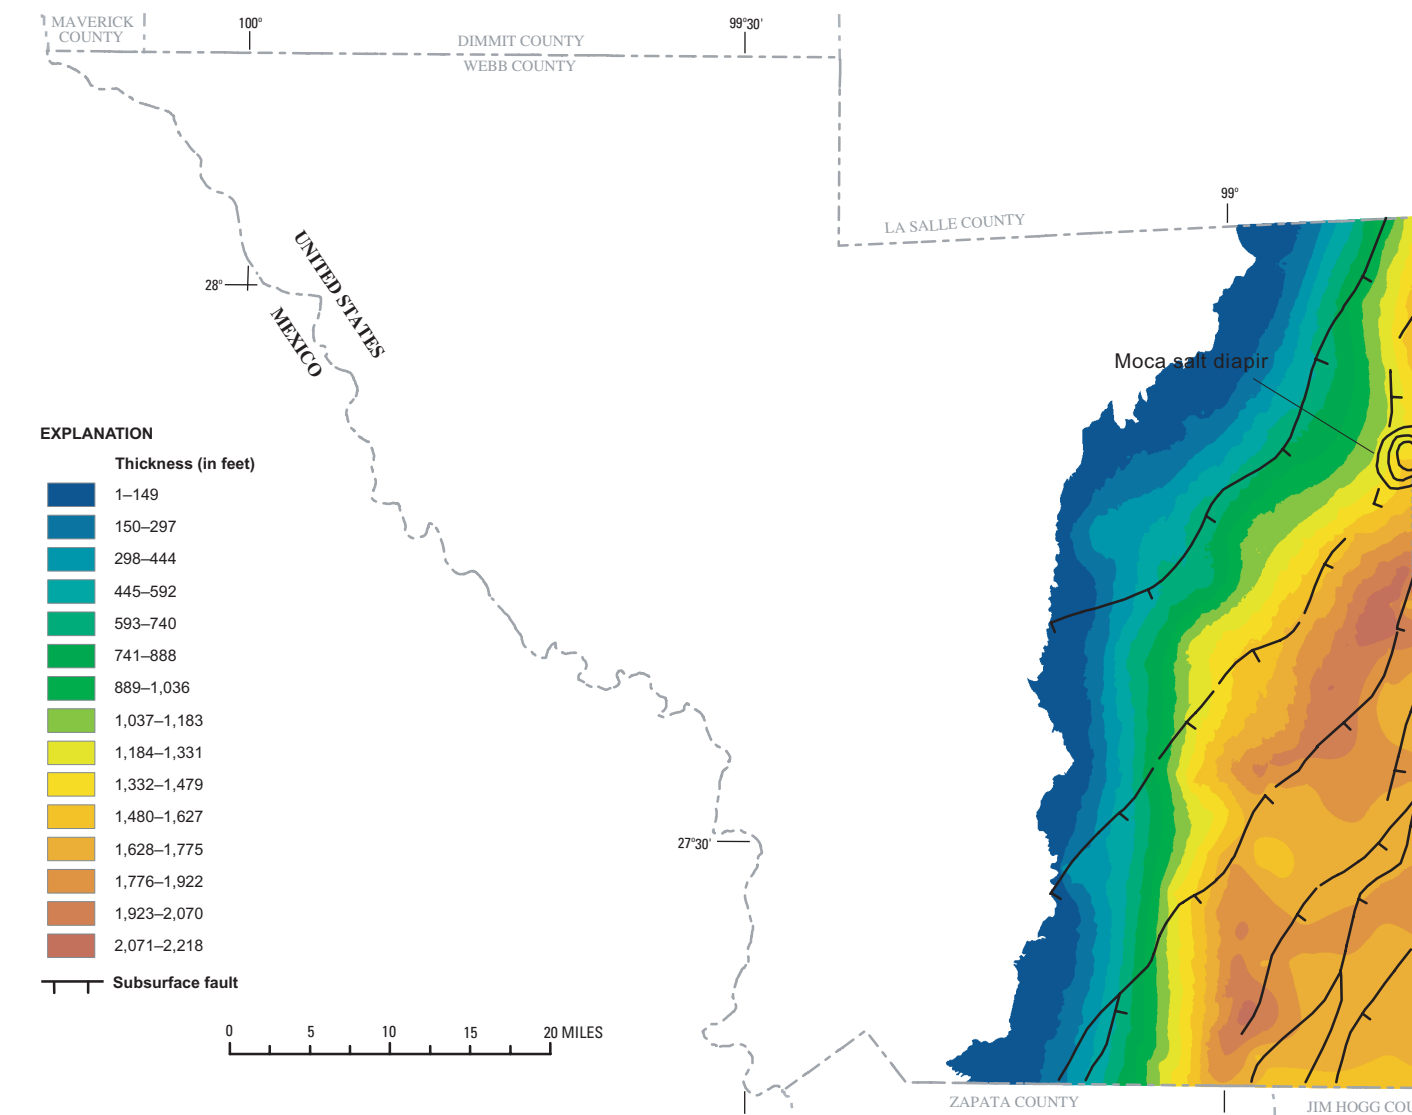 MAVERICK
COUNTY
100°
99°30'
DIMMIT COUNTY
WEBB COUNTY
99°
LA SALLE COUNTY
UNITED STATES
28°
MEXICO
Moca salt diapir
EXPLANATION
Thickness (in feet)
1–149
150–297
298–444
445–592
593–740
741–888
889–1,036
1,037–1,183
1,184–1,331
1,332–1,479
1,480–1,627
1,628–1,775
1,776–1,922
1,923–2,070
2,071–2,218
Subsurface fault
27°30'
0 5 10 15 20 MILES
ZAPATA COUNTY
JIM HOGG COU